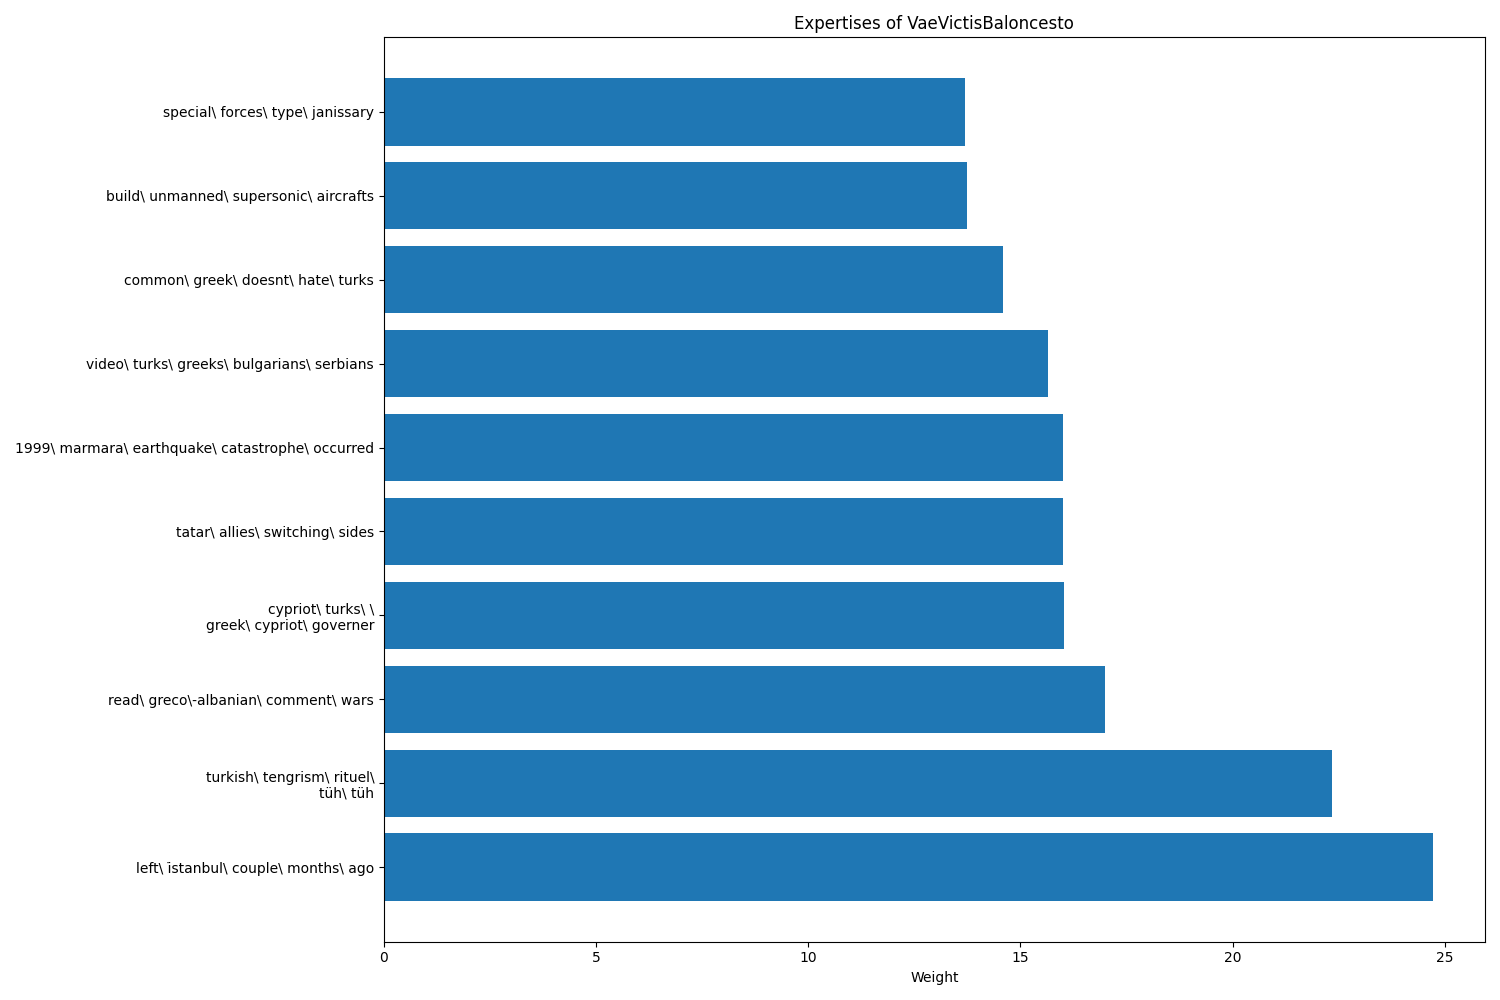 Expertises of VaeVictisBaloncesto
special\ forces\ type\ janissary
build\ unmanned\ supersonic\ aircrafts
common\ greek\ doesnt\ hate\ turks
video\ turks\ greeks\ bulgarians\ serbians
1999\ marmara\ earthquake\ catastrophe\ occurred
tatar\ allies\ switching\ sides
cypriot\ turks\ \
greek\ cypriot\ governer
read\ greco\-albanian\ comment\ wars
turkish\ tengrism\ rituel\
tüh\ tüh
left\ i̇stanbul\ couple\ months\ ago
0 5 10 15 20 25
Weight